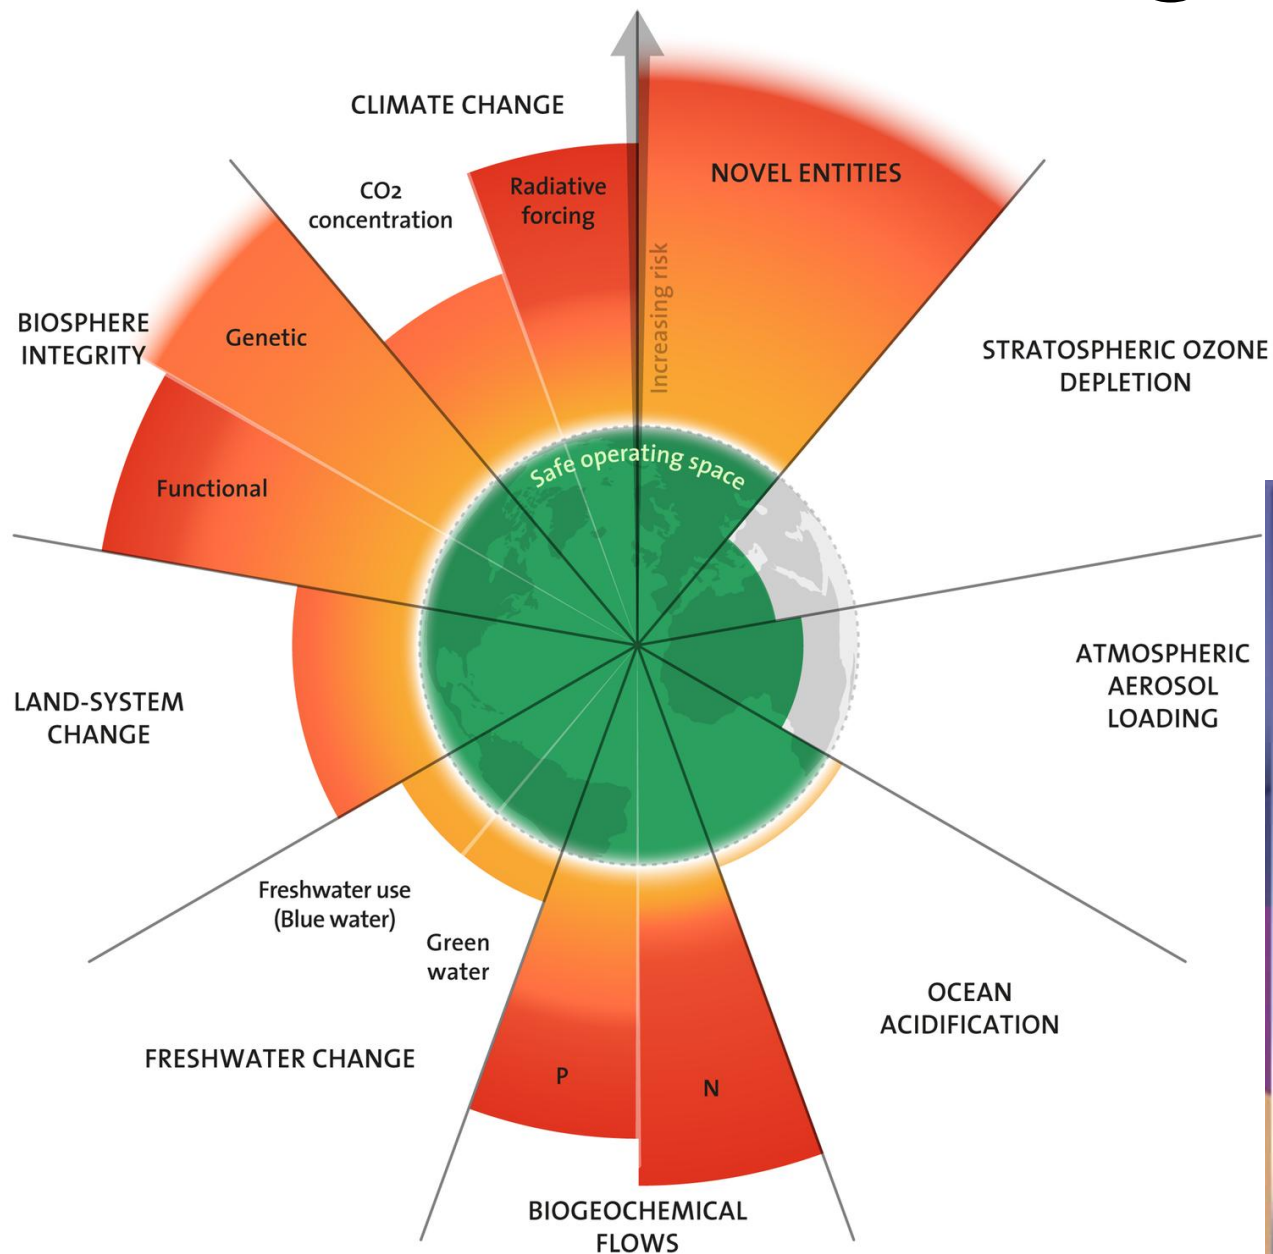 CLIMATE CHANGE
CO2
concentration
Radiative
forcing
NOVEL ENTITIES
Increasing risk
BIOSPHERE
INTEGRITY
Genetic
Functional
STRATOSPHERIC OZONE
DEPLETION
Safe operating space
ATMOSPHERIC
AEROSOL
LOADING
LAND-SYSTEM
CHANGE
Freshwater use
(Blue water)
Green
water
FRESHWATER CHANGE
P
N
OCEAN
ACIDIFICATION
BIOGEOCHEMICAL
FLOWS